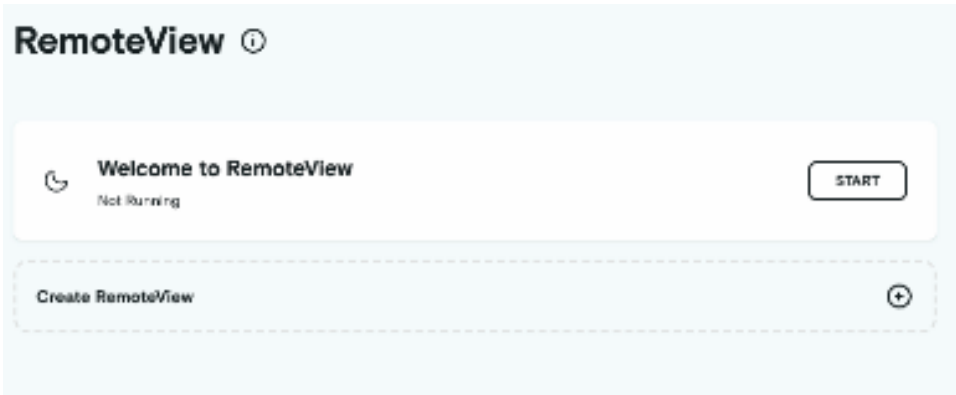 RemoteView
Welcome to RemoteView
Not Running
START
Create RemoteView